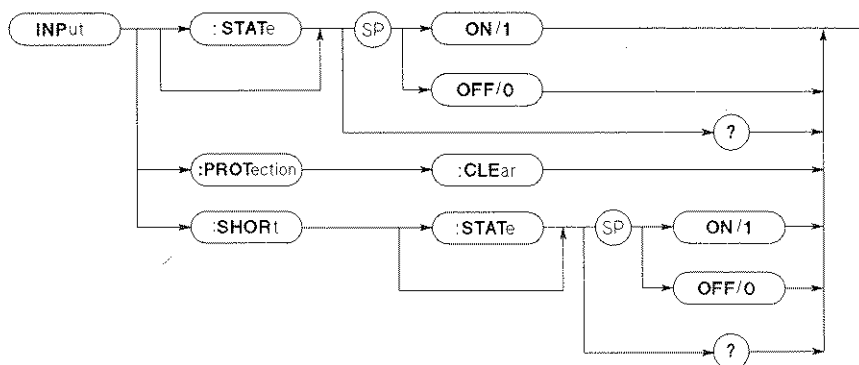 INPut :STATe SP ON/1
OFF/0
?
:PROTection :CLEar
:SHORt :STATe SP ON/1
OFF/0
?